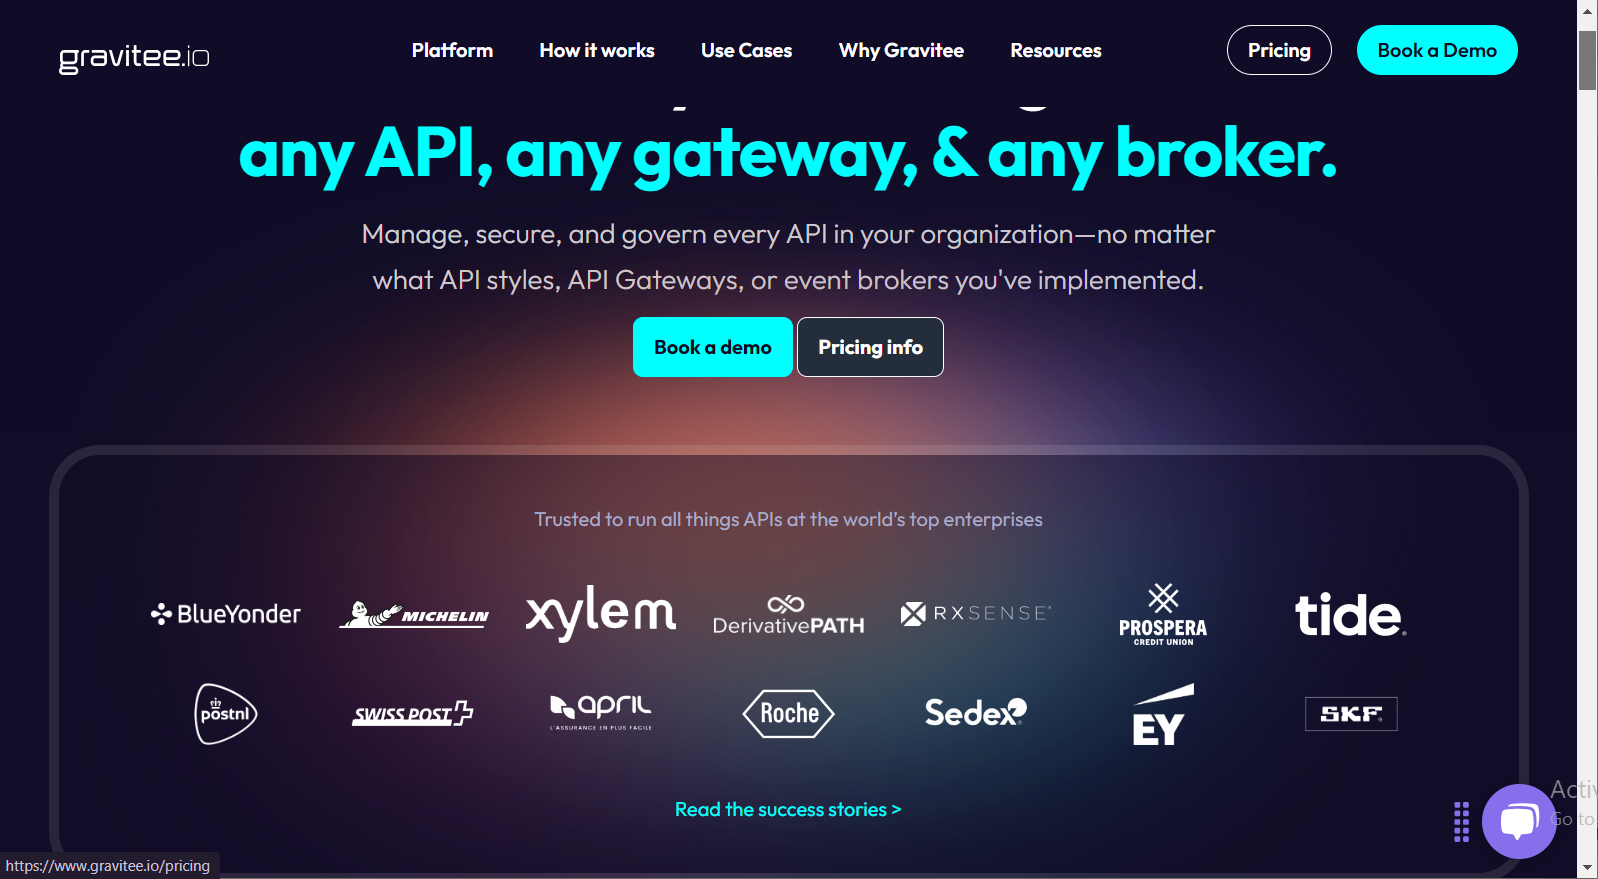 gravitee.io
Platform
How it works
Use Cases
Why Gravitee
Resources
Pricing
Book a Demo
any API, any gateway, & any broker.
Manage, secure, and govern every API in your organization—no matter
what API styles, API Gateways, or event brokers you've implemented.
Book a demo
Pricing info
Trusted to run all things APIs at the world's top enterprises
BlueYonder
MICHELIN
xylem
DerivativePATH
RXSENSE
PROSPERA
CREDIT UNION
tide
postnl
SWISS POST
april
L'ASSURANCE EN PLUS FACILE
Roche
Sedex
EY
SKF
Read the success stories >
Go to
https://www.gravitee.io/pricing